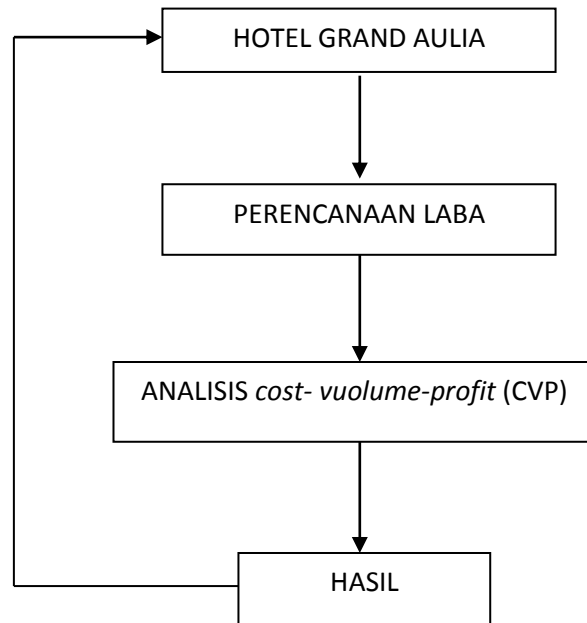 HOTEL GRAND AULIA
PERENCANAAN LABA
ANALISIS cost- vuolume-profit (CVP)
HASIL